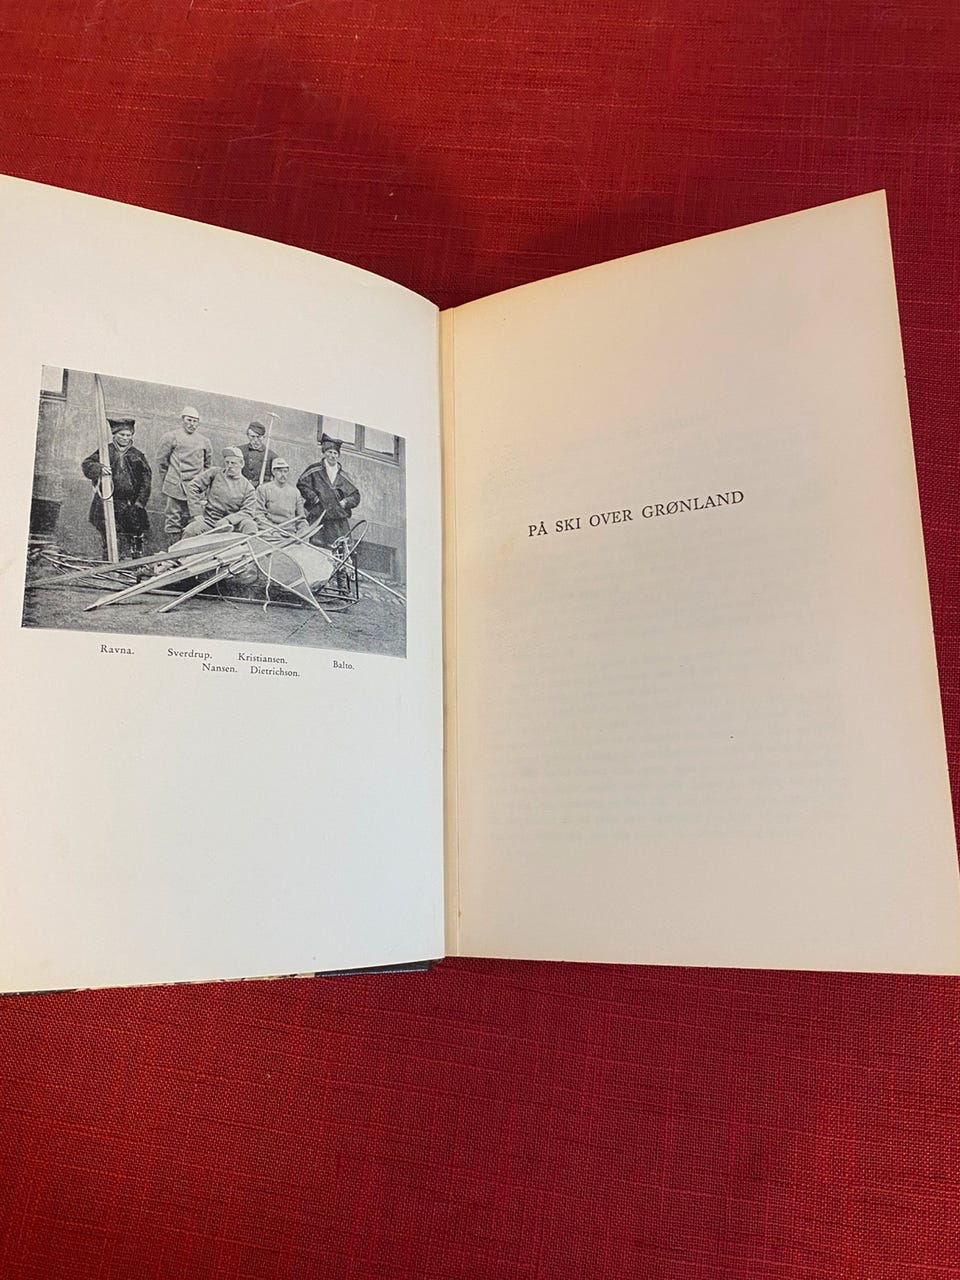 Ravna. Sverdrup. Kristiansen. Balto.
Nansen. Dietrichson.
PÅ SKI OVER GRØNLAND